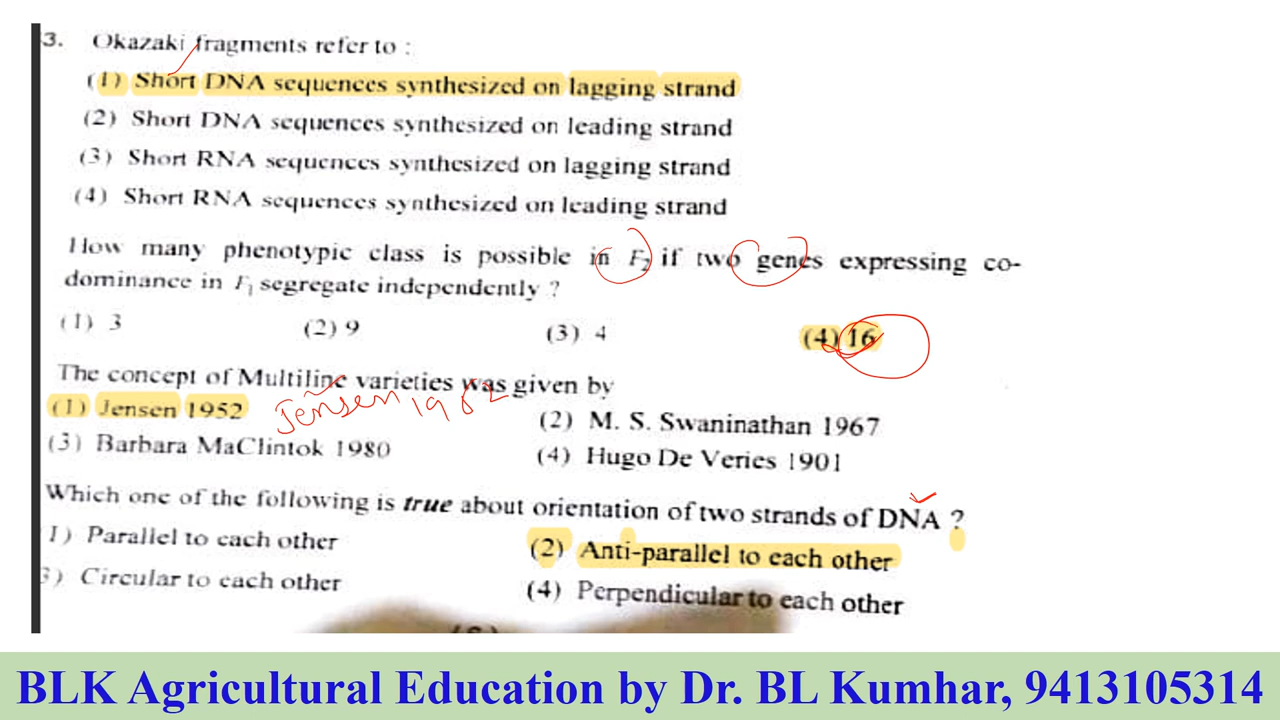 3. Okazaki fragments refer to :
(1) Short DNA sequences synthesized on lagging strand
(2) Short DNA sequences synthesized on leading strand
(3) Short RNA sequences synthesized on lagging strand
(4) Short RNA sequences synthesized on leading strand
How many phenotypic class is possible in F₂ if two genes expressing co-
dominance in F₁ segregate independently ?
(1) 3 (2) 9 (3) 4 (4) 16
The concept of Multiline varieties was given by
(1) Jensen 1952 Jensen 1952 (2) M. S. Swaninathan 1967
(3) Barbara MaClintok 1980 (4) Hugo De Veries 1901
Which one of the following is true about orientation of two strands of DNA ?
1) Parallel to each other (2) Anti-parallel to each other
3) Circular to each other (4) Perpendicular to each other
BLK Agricultural Education by Dr. BL Kumhar, 9413105314